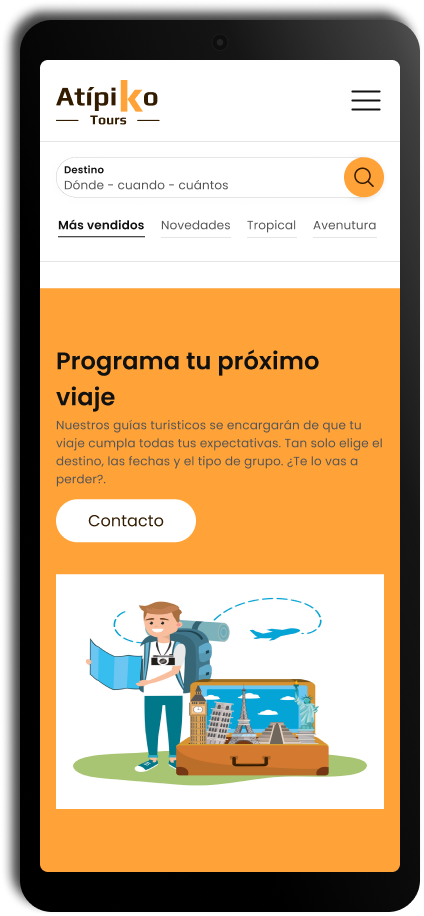 Atípiko
Tours
Destino
Dónde - cuando - cuántos
Más vendidos Novedades Tropical Avenutura
Programa tu próximo
viaje
Nuestros guías turisticos se encargarán de que tu
viaje cumpla todas tus expectativas. Tan solo elige el
destino, las fechas y el tipo de grupo. ¿Te lo vas a
perder?.
Contacto